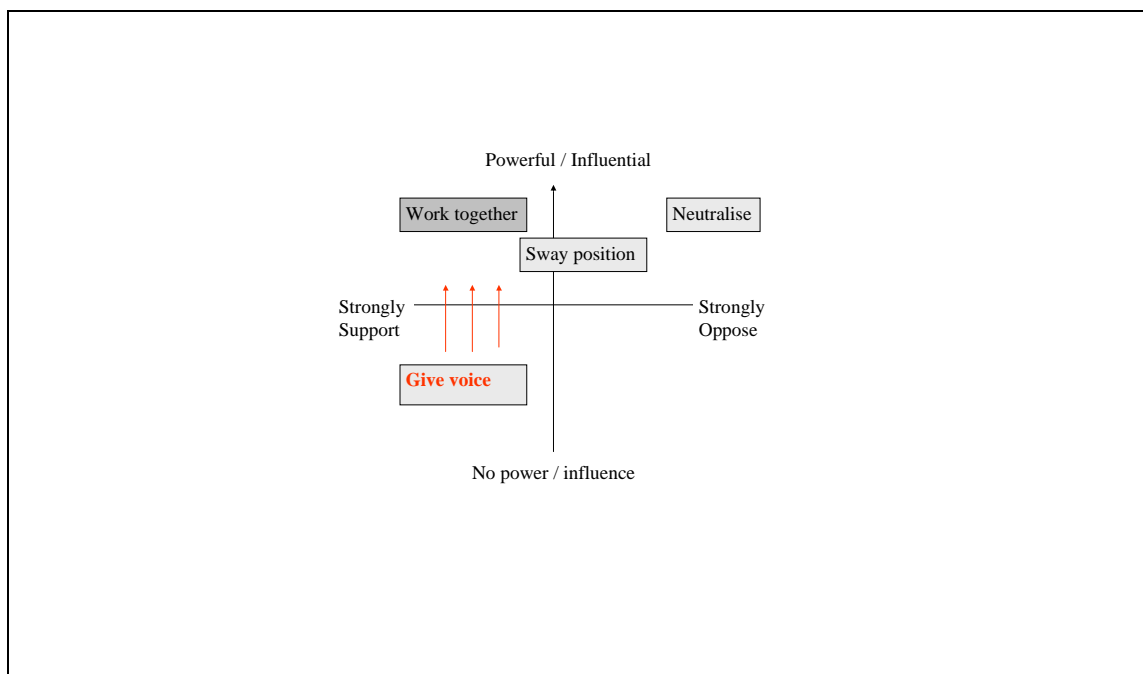 Powerful / Influential
Work together
Neutralise
Sway position
Strongly
Support
Strongly
Oppose
Give voice
No power / influence